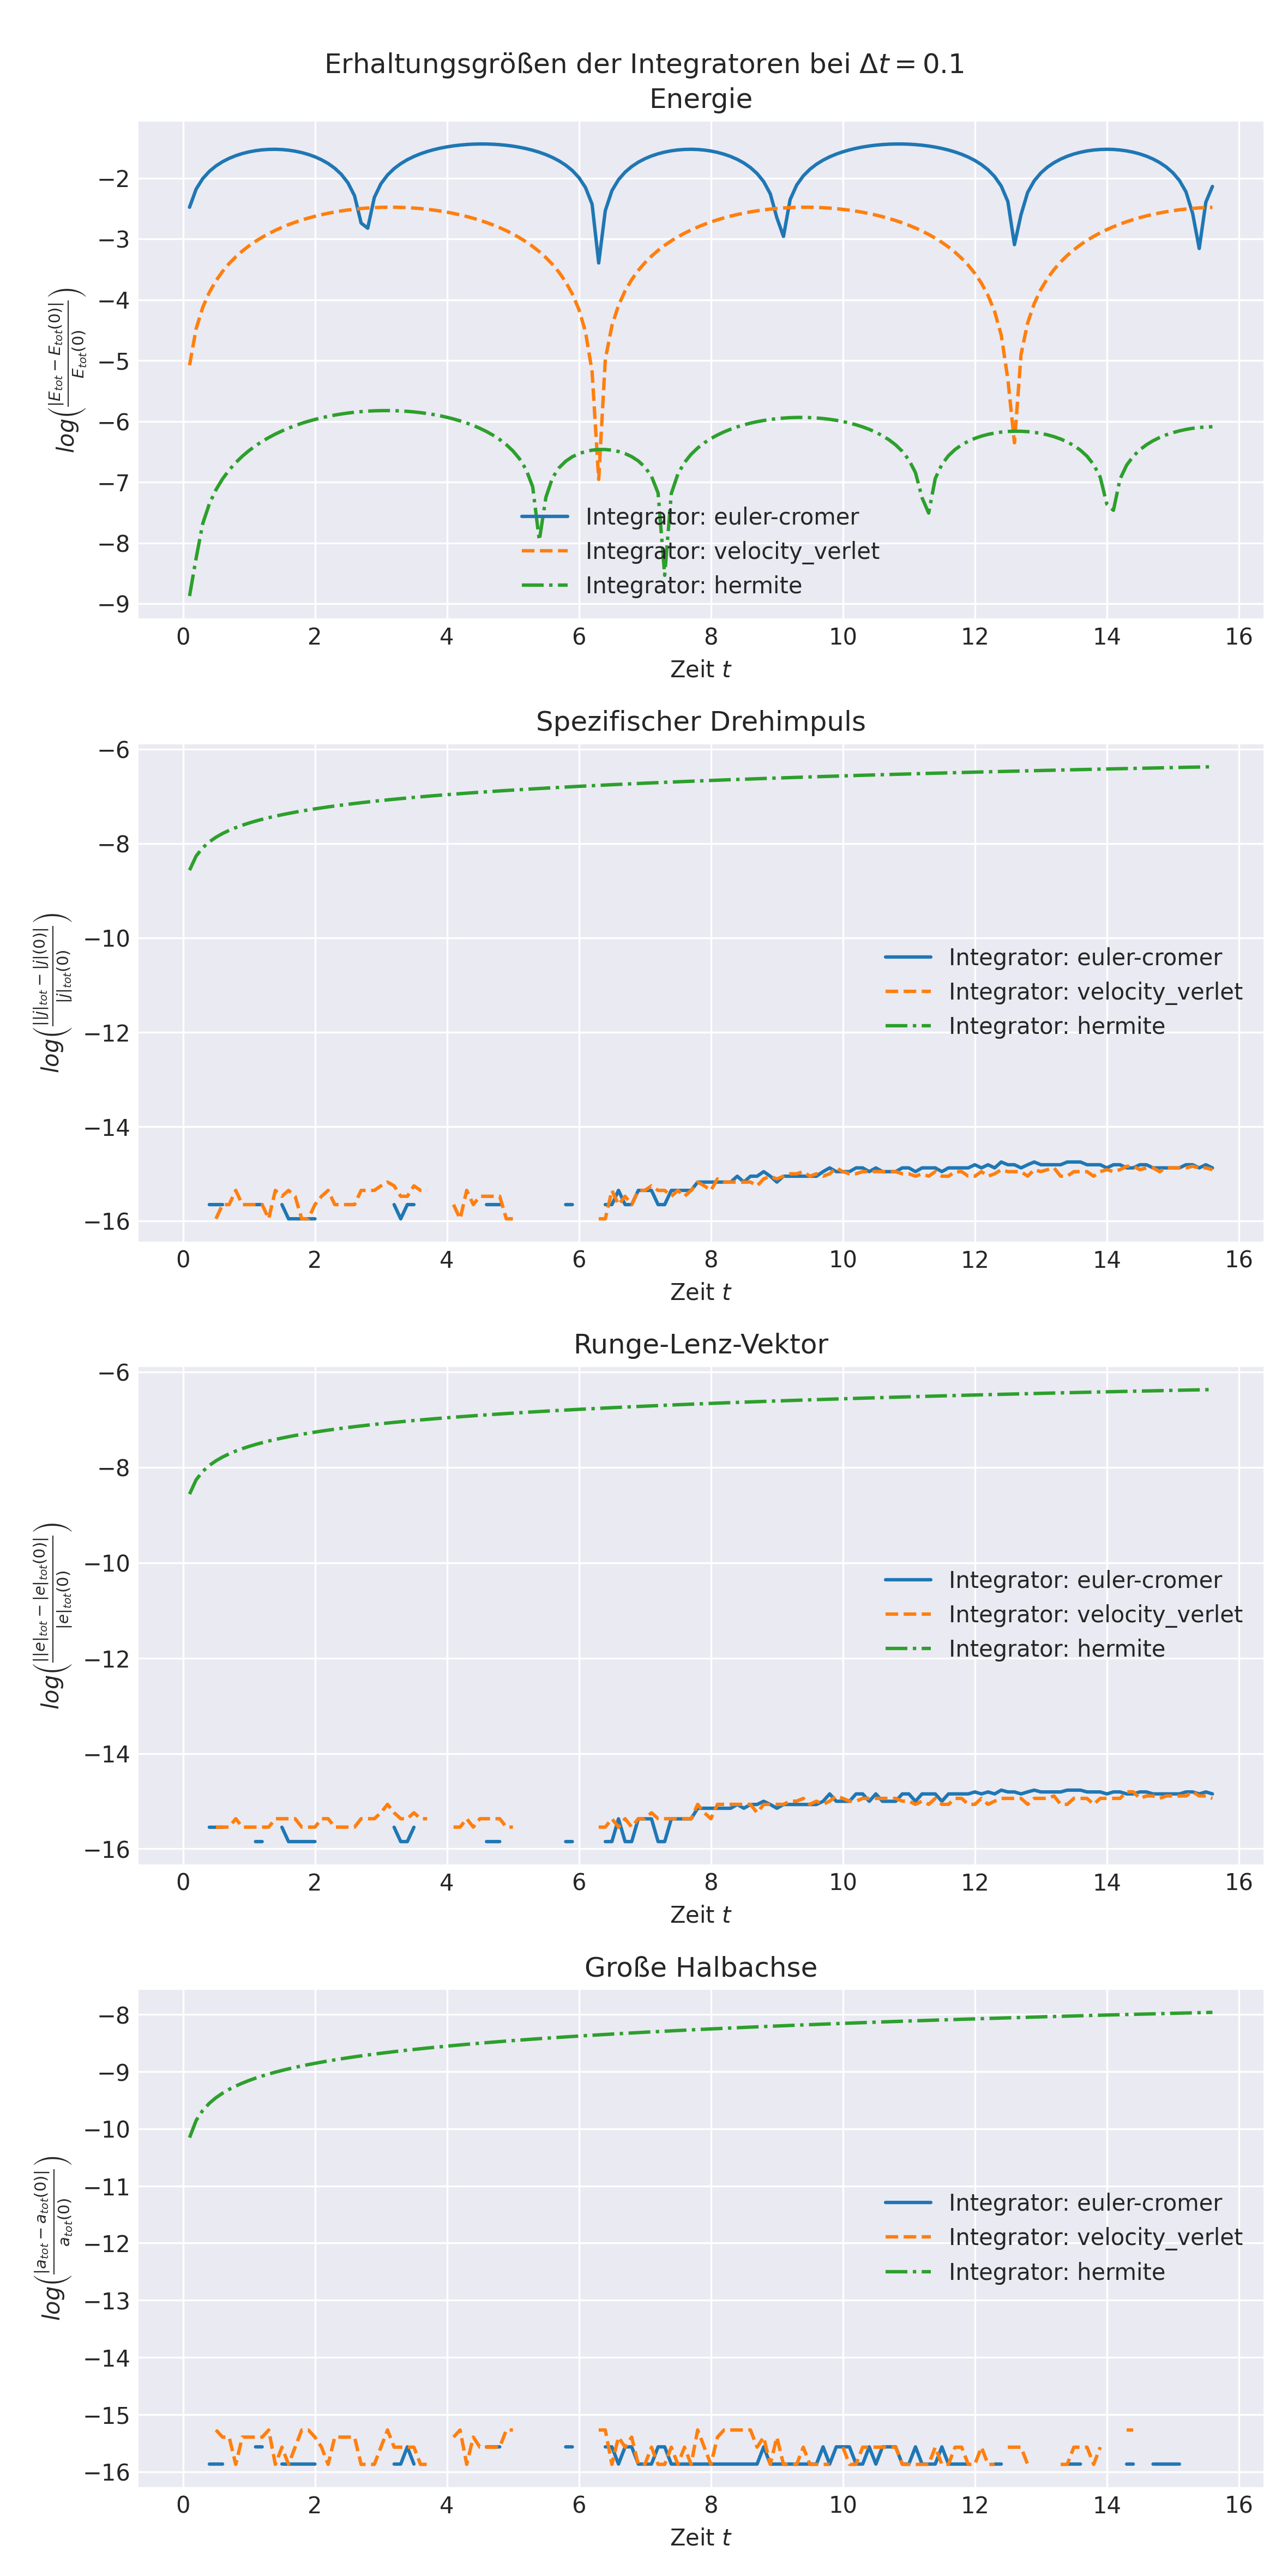 Erhaltungsgrößen der Integratoren bei Δt = 0.1
Energie
log(|E_tot − E_tot(0)| / E_tot(0))
−2
−3
−4
−5
−6
−7
−8
−9
Integrator: euler-cromer
Integrator: velocity_verlet
Integrator: hermite
0 2 4 6 8 10 12 14 16
Zeit t
Spezifischer Drehimpuls
log(||j|_tot − |j|(0)| / |j|_tot(0))
−6
−8
−10
−12
−14
−16
Integrator: euler-cromer
Integrator: velocity_verlet
Integrator: hermite
0 2 4 6 8 10 12 14 16
Zeit t
Runge-Lenz-Vektor
log(||e|_tot − |e|_tot(0)| / |e|_tot(0))
−6
−8
−10
−12
−14
−16
Integrator: euler-cromer
Integrator: velocity_verlet
Integrator: hermite
0 2 4 6 8 10 12 14 16
Zeit t
Große Halbachse
log(|a_tot − a_tot(0)| / a_tot(0))
−8
−9
−10
−11
−12
−13
−14
−15
−16
Integrator: euler-cromer
Integrator: velocity_verlet
Integrator: hermite
0 2 4 6 8 10 12 14 16
Zeit t